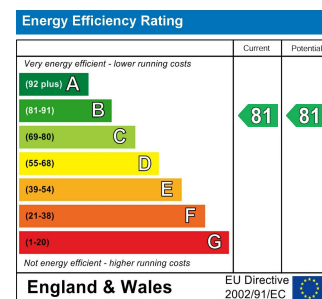 Energy Efficiency Rating
Current Potential
Very energy efficient - lower running costs
(92 plus) A
(81-91) B
81 81
(69-80) C
(55-68) D
(39-54) E
(21-38) F
(1-20) G
Not energy efficient - higher running costs
England & Wales
EU Directive
2002/91/EC